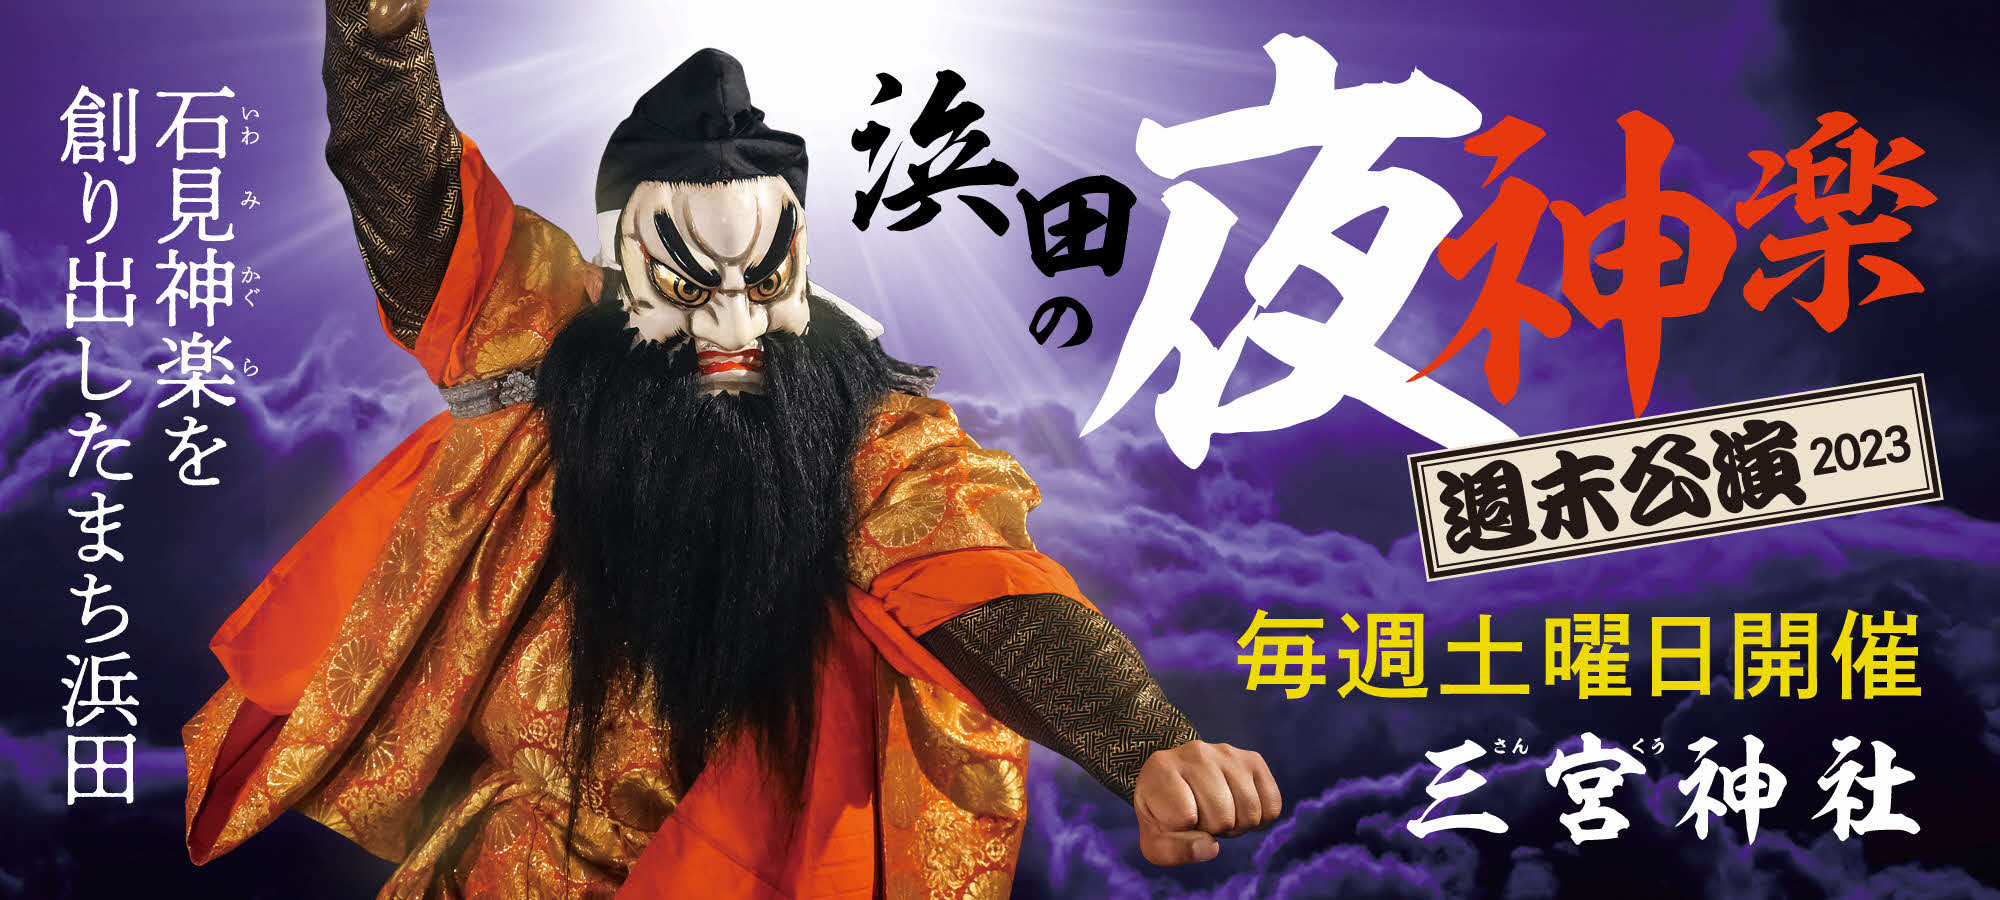 石見神楽を
いわみかぐら
創り出したまち浜田
浜田の
夜神楽
週末公演2023
毎週土曜日開催
三宮神社
さんくう